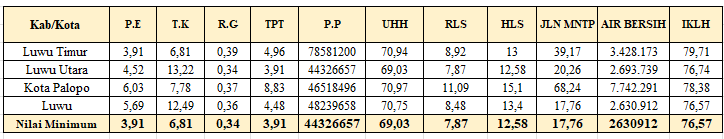 Kab/Kota P.E T.K R.G TPT P.P UHH RLS HLS JLN MNTP AIR BERSIH IKLH
Luwu Timur 3,91 6,81 0,39 4,96 78581200 70,94 8,92 13 39,17 3.428.173 79,71
Luwu Utara 4,52 13,22 0,34 3,91 44326657 69,03 7,87 12,58 20,26 2.693.739 76,74
Kota Palopo 6,03 7,78 0,37 8,83 46518496 70,97 11,09 15,1 68,24 7.742.291 78,38
Luwu 5,69 12,49 0,36 4,48 48239658 70,75 8,48 13,4 17,76 2.630.912 76,57
Nilai Minimum 3,91 6,81 0,34 3,91 44326657 69,03 7,87 12,58 17,76 2630912 76,57